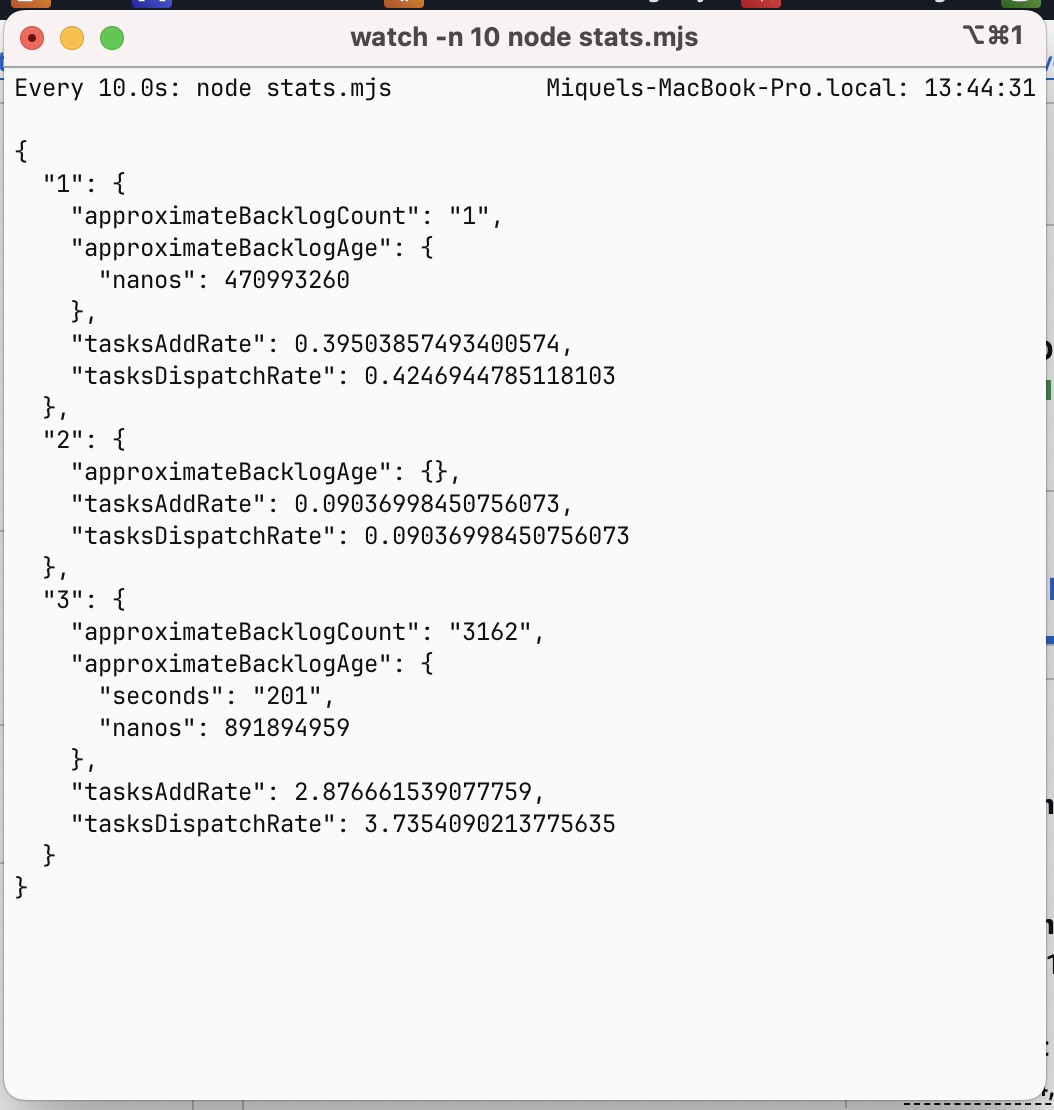 watch -n 10 node stats.mjs ⌥⌘1
Every 10.0s: node stats.mjs Miquels-MacBook-Pro.local: 13:44:31
{
  "1": {
    "approximateBacklogCount": "1",
    "approximateBacklogAge": {
      "nanos": 470993260
    },
    "tasksAddRate": 0.39503857493400574,
    "tasksDispatchRate": 0.4246944785118103
  },
  "2": {
    "approximateBacklogAge": {},
    "tasksAddRate": 0.09036998450756073,
    "tasksDispatchRate": 0.09036998450756073
  },
  "3": {
    "approximateBacklogCount": "3162",
    "approximateBacklogAge": {
      "seconds": "201",
      "nanos": 891894959
    },
    "tasksAddRate": 2.876661539077759,
    "tasksDispatchRate": 3.7354090213775635
  }
}